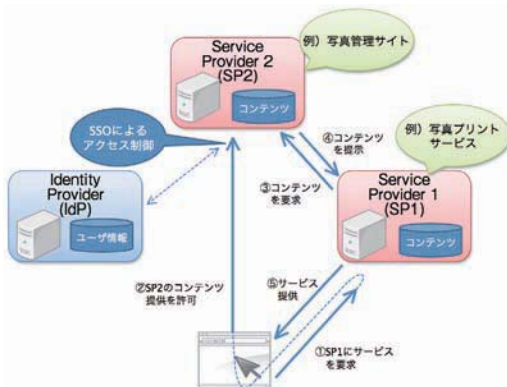 Service
Provider 2
(SP2)
コンテンツ
例）写真管理サイト
SSOによる
アクセス制御
④コンテンツ
を提示
例）写真プリント
サービス
③コンテンツ
を要求
Identity
Provider
(IdP)
ユーザ情報
Service
Provider 1
(SP1)
コンテンツ
②SP2のコンテンツ
提供を許可
⑤サービス
提供
①SP1にサービス
を要求